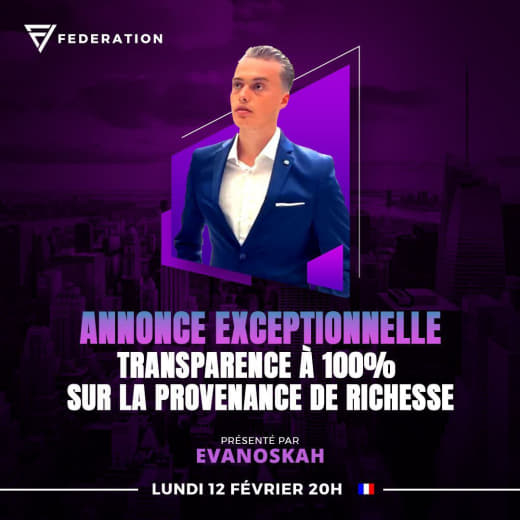 FEDERATION
ANNONCE EXCEPTIONNELLE
TRANSPARENCE À 100%
SUR LA PROVENANCE DE RICHESSE
PRÉSENTÉ PAR
EVANOSKAH
LUNDI 12 FÉVRIER 20H